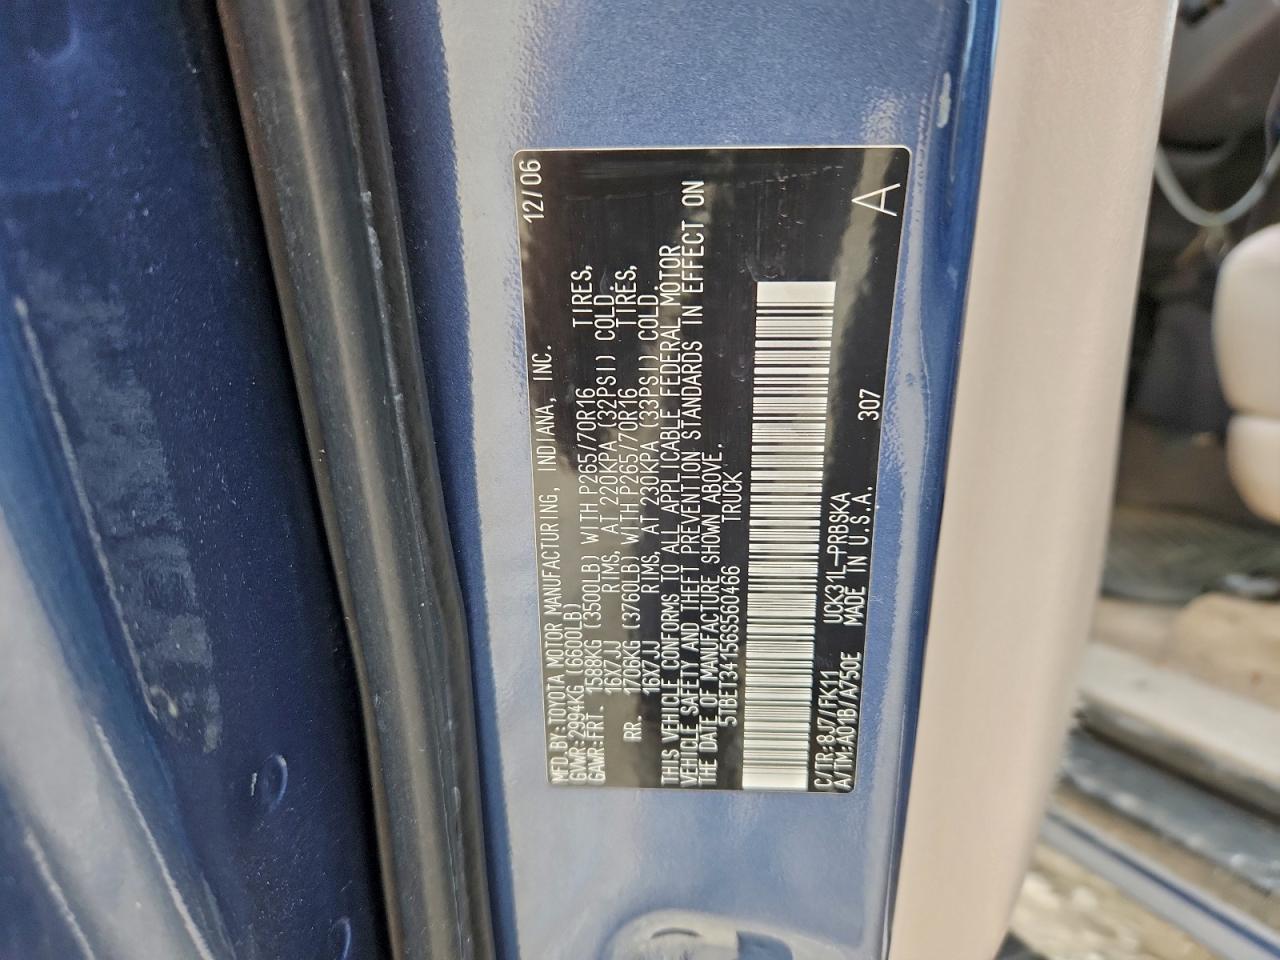 12/06
MFD.BY:TOYOTA MOTOR MANUFACTURING, INDIANA, INC.
GVWR:2994KG(6600LB)
GAWR:FRT. 1588KG (3500LB) WITH P265/70R16 TIRES,
16X7JJ RIMS, AT 220KPA (32PSI) COLD
RR. 1706KG (3760LB) WITH P265/70R16 TIRES,
16X7JJ RIMS, AT 230KPA (33PSI) COLD.
THIS VEHICLE CONFORMS TO ALL APPLICABLE FEDERAL MOTOR
VEHICLE SAFETY AND THEFT PREVENTION STANDARDS IN EFFECT ON
THE DATE OF MANUFACTURE SHOWN ABOVE.
5TBET34156S560466 TRUCK
C/TR:8J7/FK11 UCK31L-PRBSKA 307
A/TM:A01B/A750E MADE IN U.S.A.
A